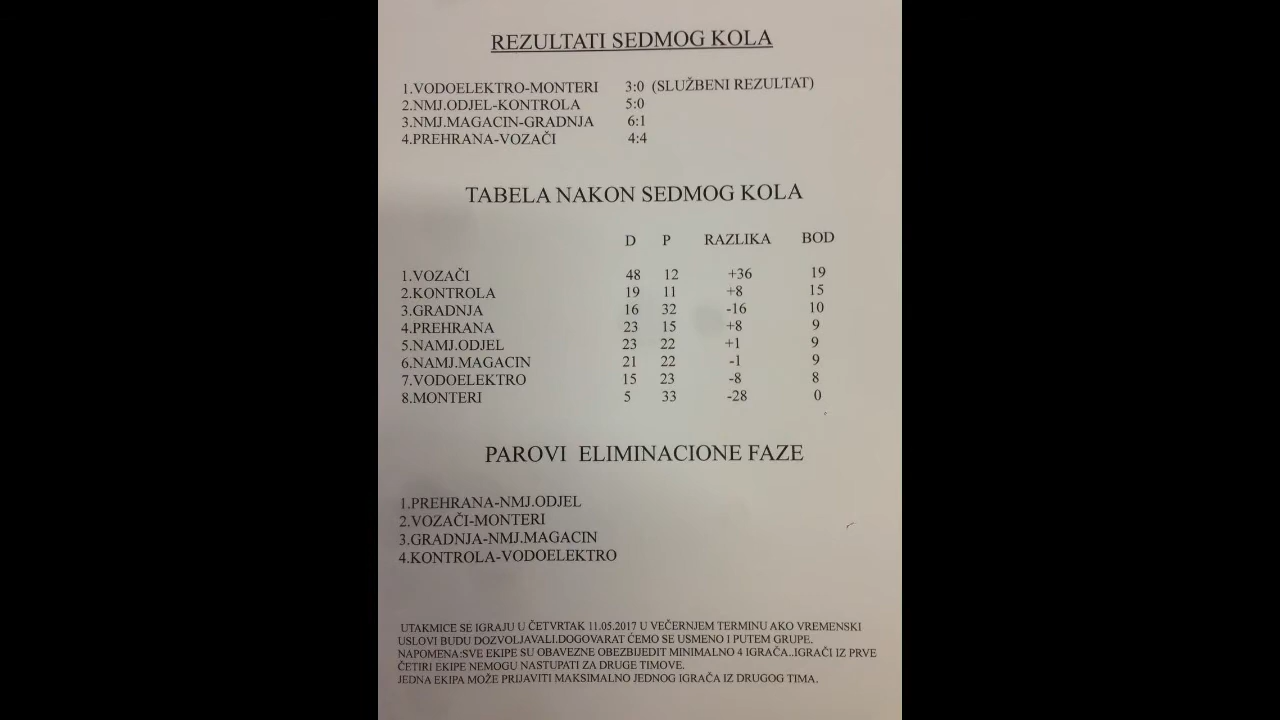 REZULTATI SEDMOG KOLA
1.VODOELEKTRO-MONTERI 3:0 (SLUŽBENI REZULTAT)
2.NMJ.ODJEL-KONTROLA 5:0
3.NMJ.MAGACIN-GRADNJA 6:1
4.PREHRANA-VOZAČI 4:4
TABELA NAKON SEDMOG KOLA
D P RAZLIKA BOD
1.VOZAČI 48 12 +36 19
2.KONTROLA 19 11 +8 15
3.GRADNJA 16 32 -16 10
4.PREHRANA 23 15 +8 9
5.NAMJ.ODJEL 23 22 +1 9
6.NAMJ.MAGACIN 21 22 -1 9
7.VODOELEKTRO 15 23 -8 8
8.MONTERI 5 33 -28 0
PAROVI ELIMINACIONE FAZE
1.PREHRANA-NMJ.ODJEL
2.VOZAČI-MONTERI
3.GRADNJA-NMJ.MAGACIN
4.KONTROLA-VODOELEKTRO
UTAKMICE SE IGRAJU U ČETVRTAK 11.05.2017 U VEČERNJEM TERMINU AKO VREMENSKI
USLOVI BUDU DOZVOLJAVALI.DOGOVARAT ĆEMO SE USMENO I PUTEM GRUPE.
NAPOMENA:SVE EKIPE SU OBAVEZNE OBEZBIJEDIT MINIMALNO 4 IGRAČA..IGRAČI IZ PRVE
ČETIRI EKIPE NEMOGU NASTUPATI ZA DRUGE TIMOVE.
JEDNA EKIPA MOŽE PRIJAVITI MAKSIMALNO JEDNOG IGRAČA IZ DRUGOG TIMA.